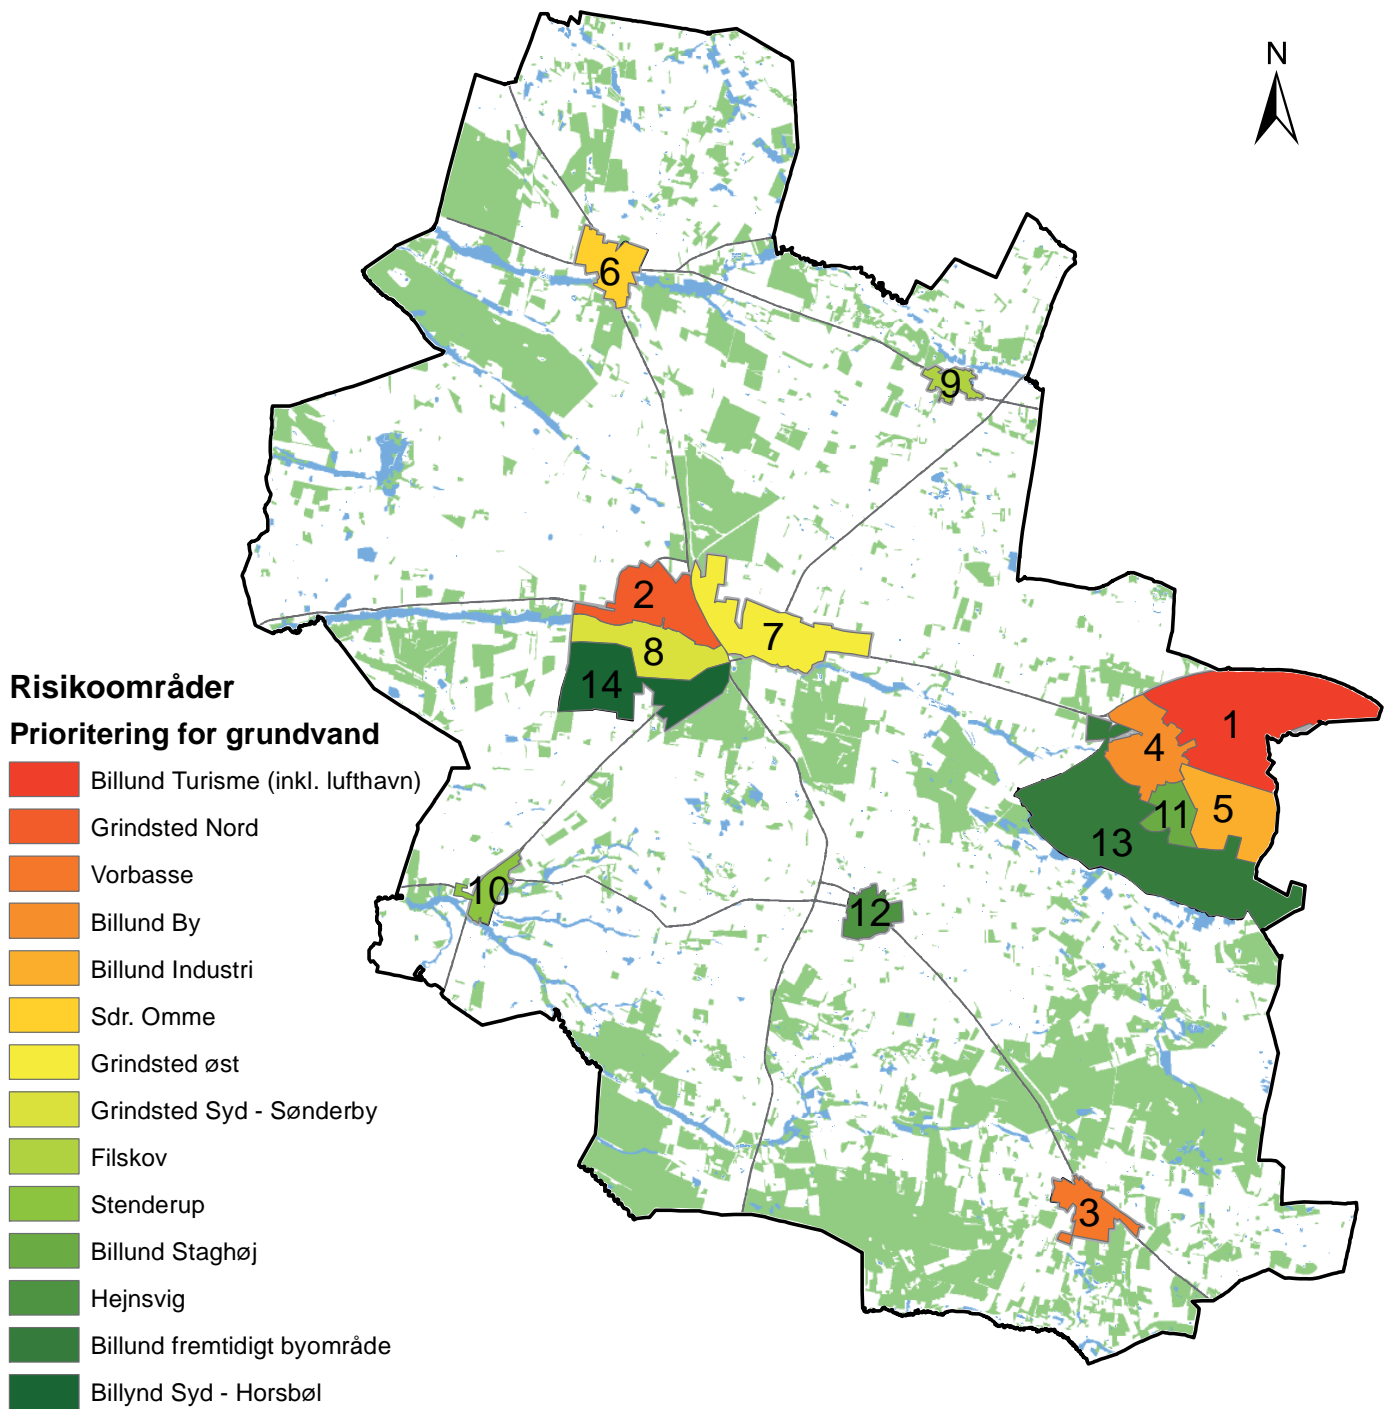 N
6
9
2
7
8
14
1
4
5
11
13
10
12
3
Risikoområder
Prioritering for grundvand
Billund Turisme (inkl. lufthavn)
Grindsted Nord
Vorbasse
Billund By
Billund Industri
Sdr. Omme
Grindsted øst
Grindsted Syd - Sønderby
Filskov
Stenderup
Billund Staghøj
Hejnsvig
Billund fremtidigt byområde
Billynd Syd - Horsbøl